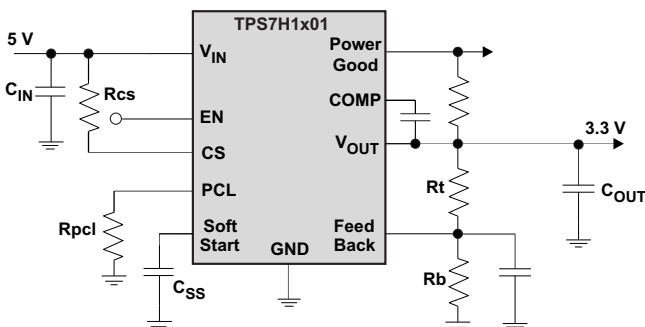 TPS7H1x01
5 V
V_IN
Power
Good
C_IN
Rcs
COMP
EN
V_OUT
3.3 V
CS
PCL
Rt
C_OUT
Rpcl
Soft
Start
Feed
Back
GND
C_SS
Rb